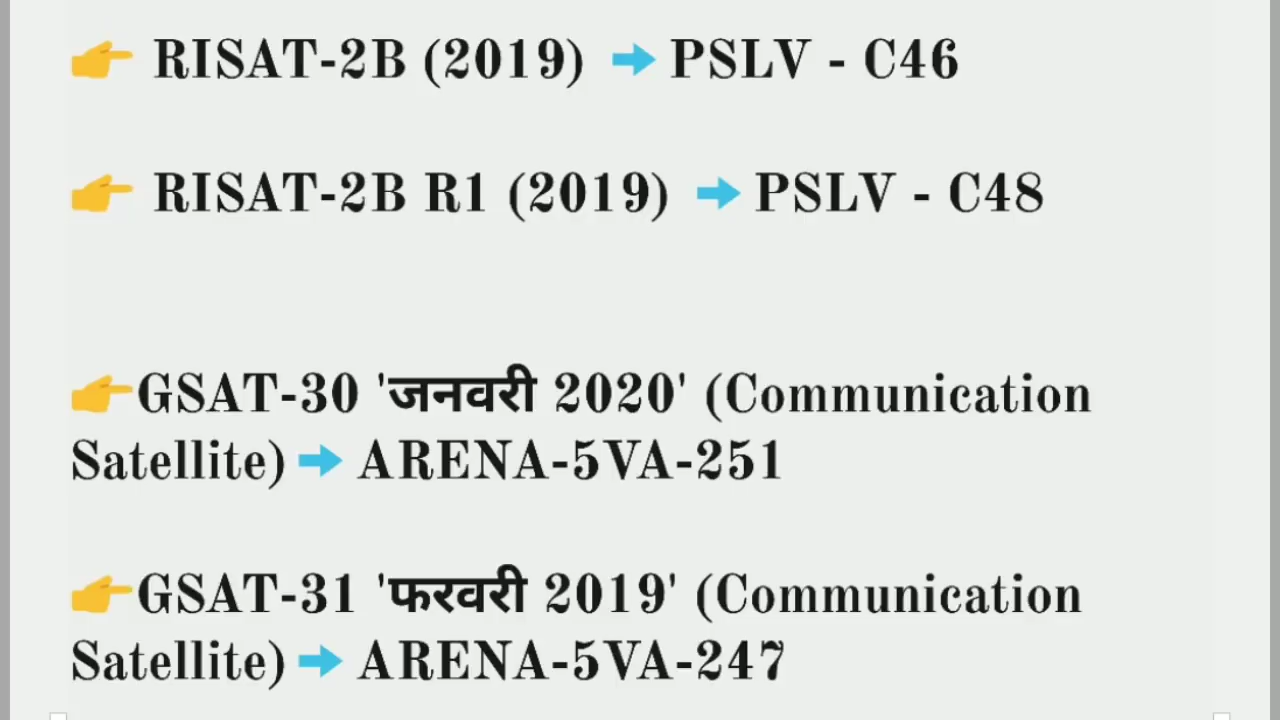 👉 RISAT-2B (2019) ➡ PSLV - C46
👉 RISAT-2B R1 (2019) ➡ PSLV - C48
👉GSAT-30 'जनवरी 2020' (Communication
Satellite) ➡ ARENA-5VA-251
👉GSAT-31 'फरवरी 2019' (Communication
Satellite) ➡ ARENA-5VA-247